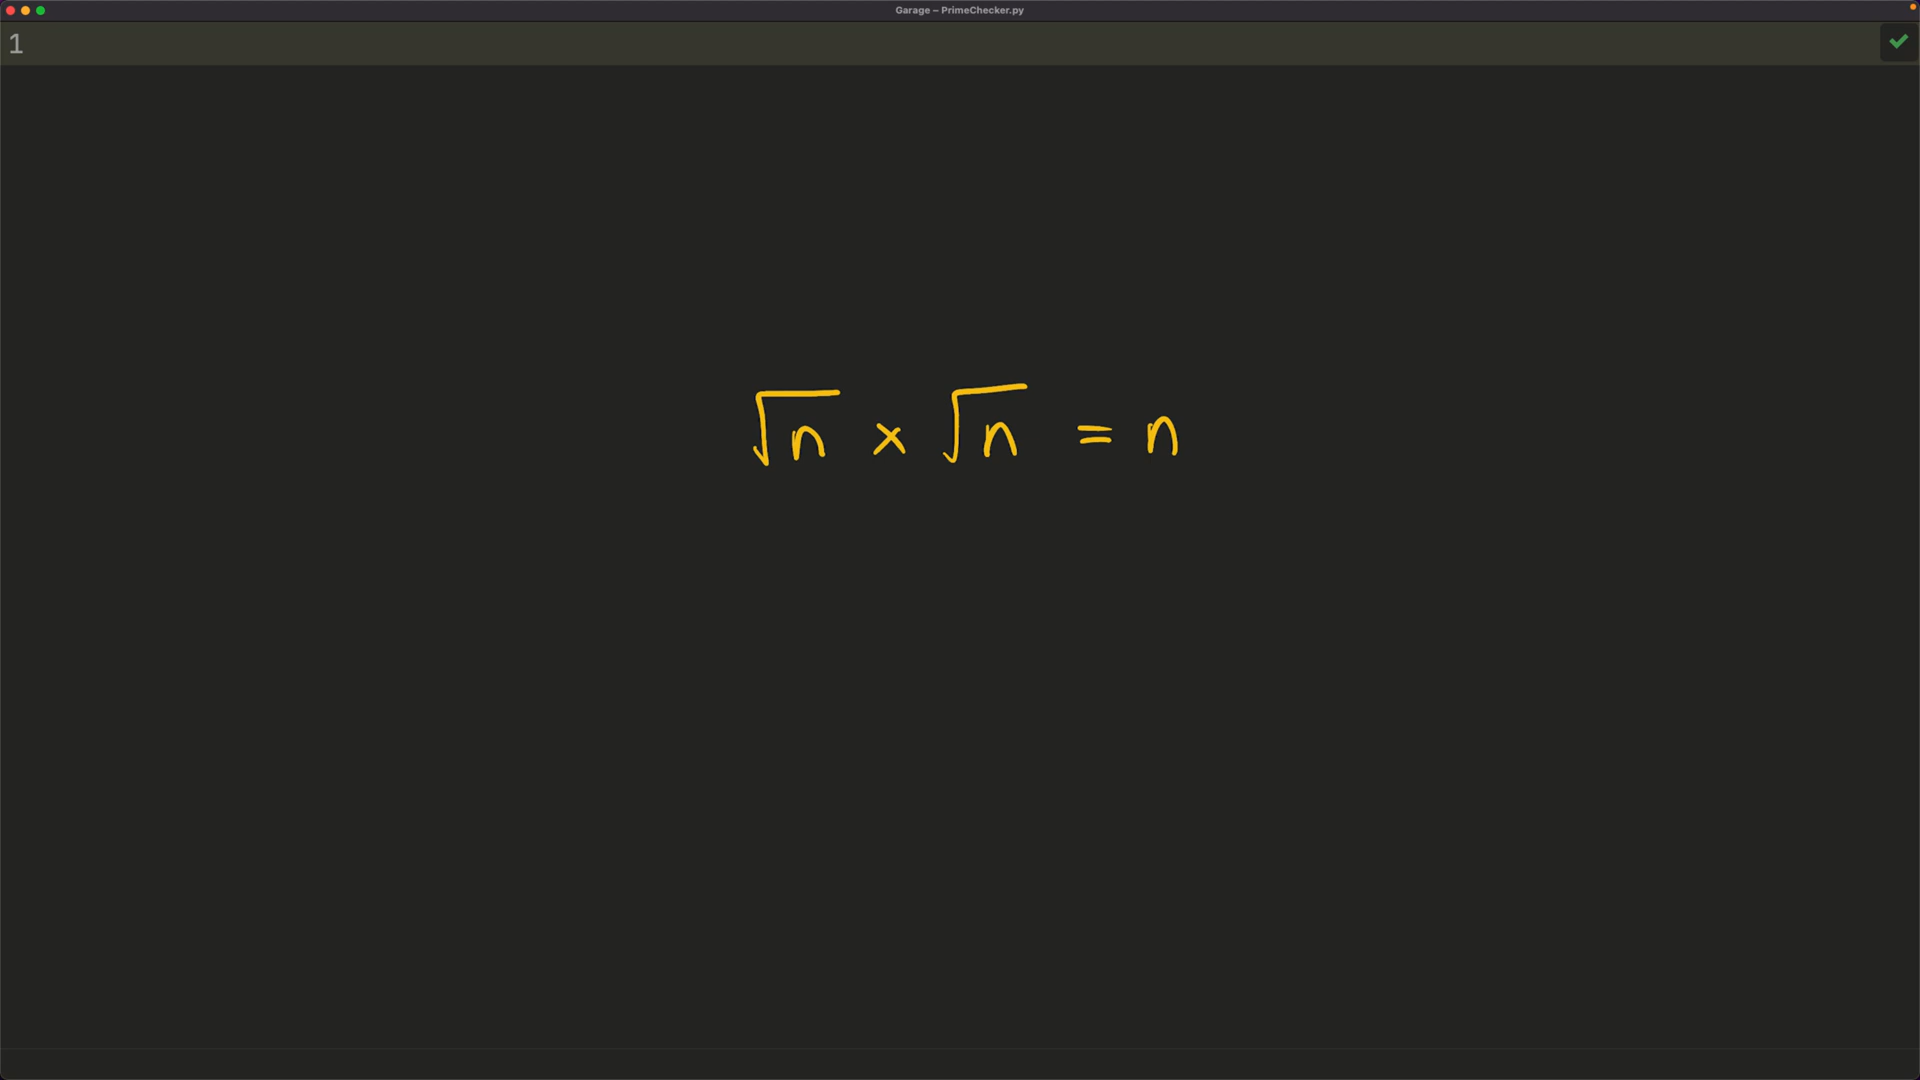 Garage – PrimeChecker.py
1
√n x √n = n